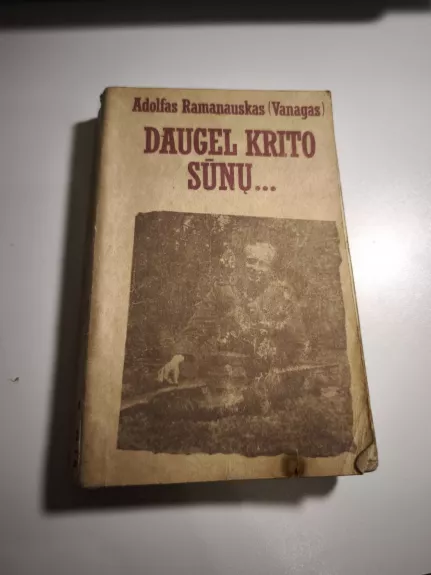 Adolfas Ramanauskas (Vanagas)
DAUGEL KRITO
SŪNŲ...